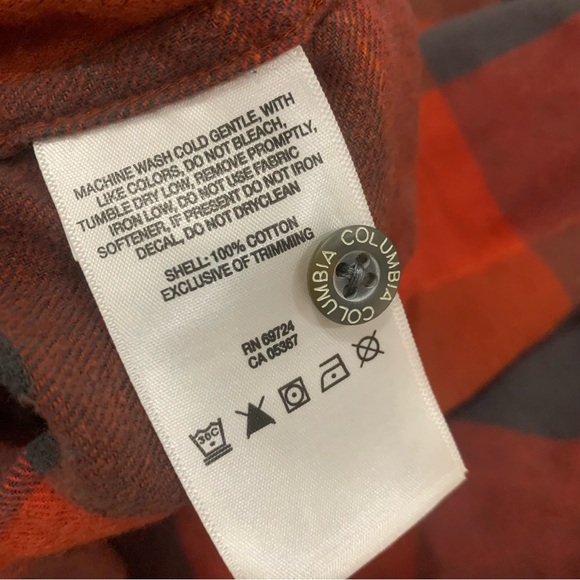 MACHINE WASH COLD GENTLE, WITH
LIKE COLORS, DO NOT BLEACH,
TUMBLE DRY LOW, REMOVE PROMPTLY,
IRON LOW, DO NOT USE FABRIC
SOFTENER, IF PRESENT DO NOT IRON
DECAL, DO NOT DRYCLEAN
SHELL: 100% COTTON
EXCLUSIVE OF TRIMMING
COLUMBIA COLUMBIA
RN 69724
CA 05367
30C